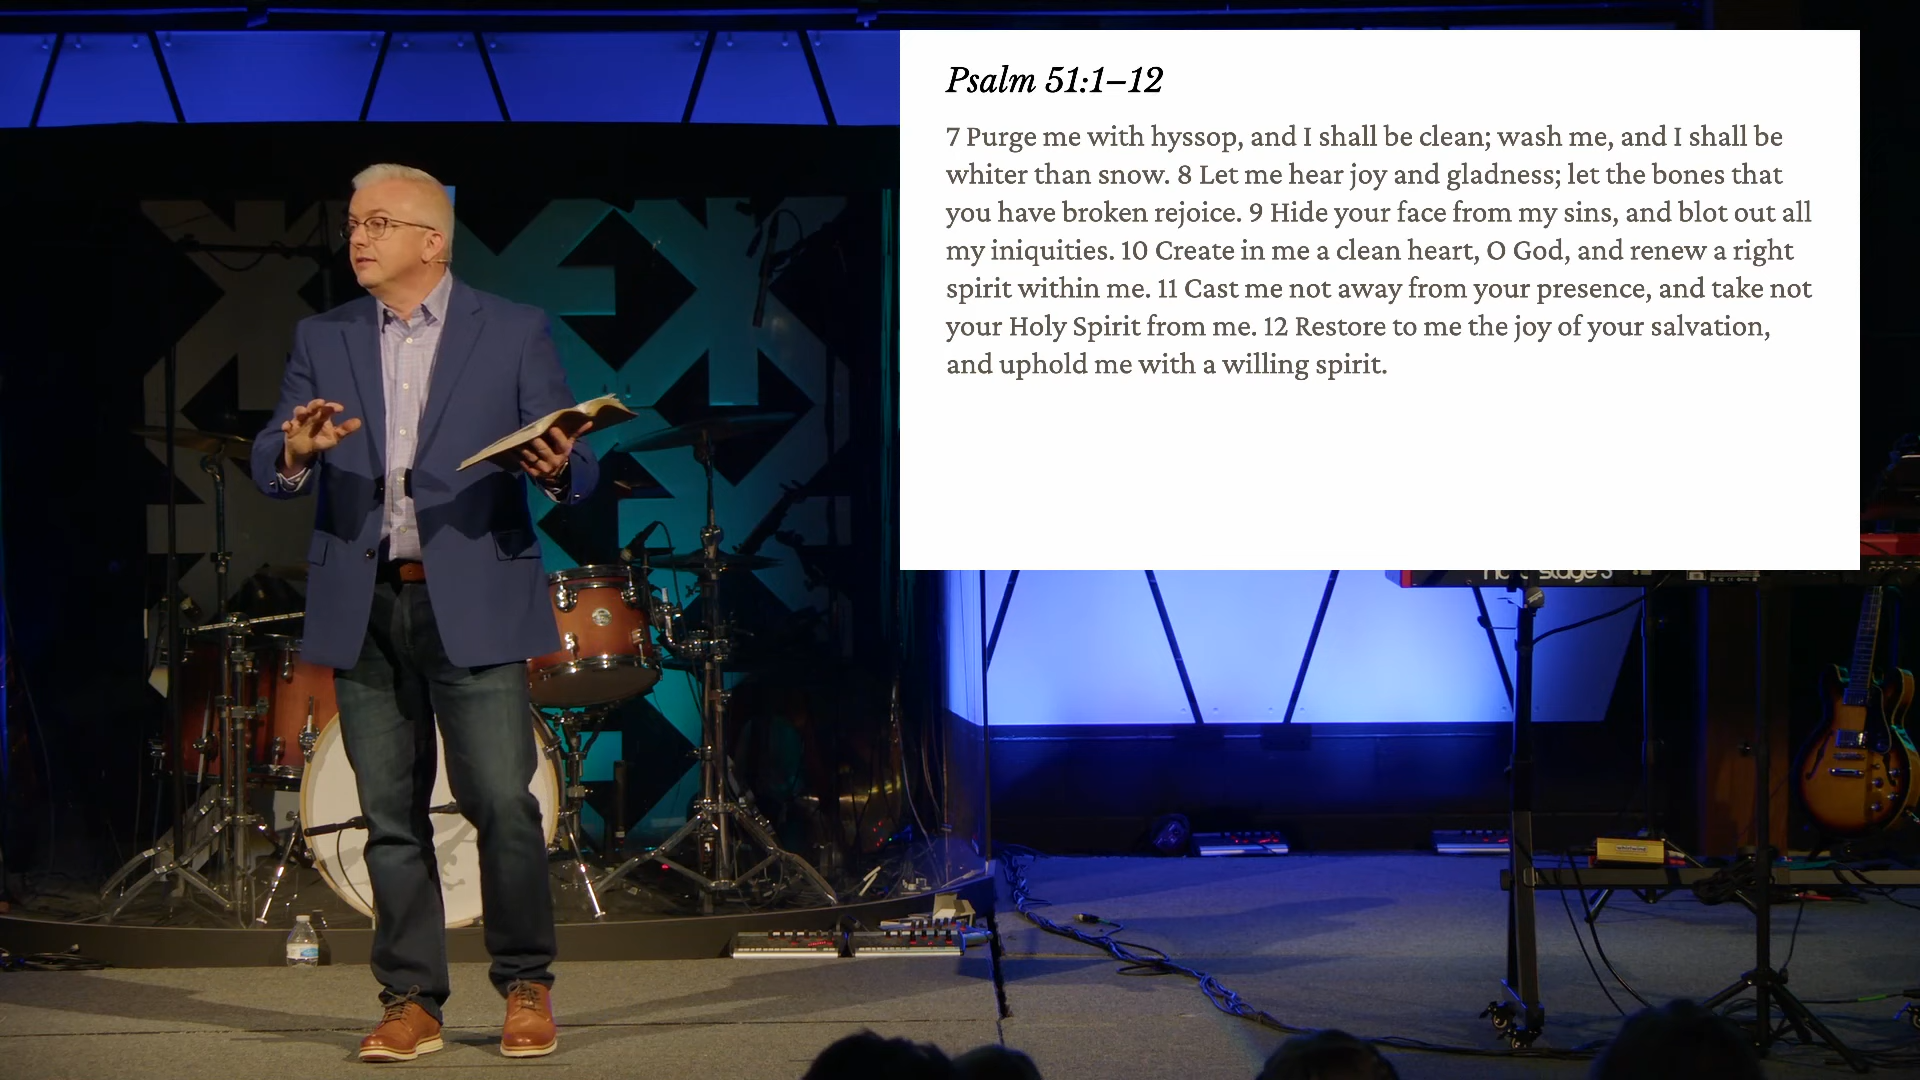 Psalm 51:1–12
7 Purge me with hyssop, and I shall be clean; wash me, and I shall be
whiter than snow. 8 Let me hear joy and gladness; let the bones that
you have broken rejoice. 9 Hide your face from my sins, and blot out all
my iniquities. 10 Create in me a clean heart, O God, and renew a right
spirit within me. 11 Cast me not away from your presence, and take not
your Holy Spirit from me. 12 Restore to me the joy of your salvation,
and uphold me with a willing spirit.
stage 3